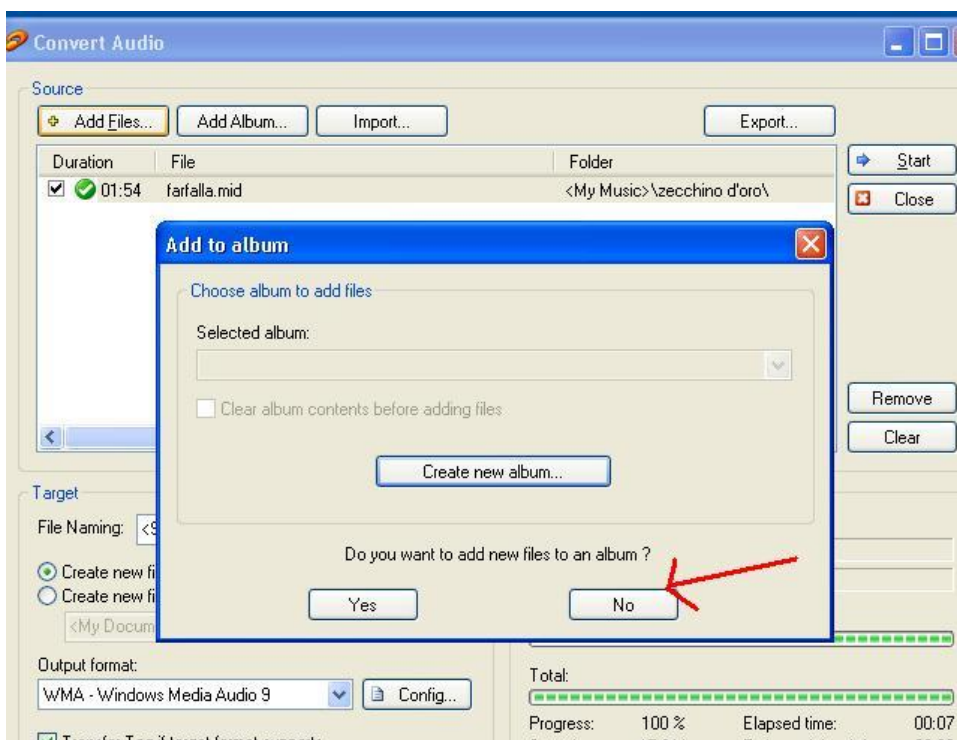 Convert Audio
Source
Add Files... Add Album... Import... Export...
Duration File Folder
01:54 farfalla.mid <My Music>\zecchino d'oro\
Start
Close
Add to album
Choose album to add files
Selected album:
Clear album contents before adding files
Remove
Clear
Create new album...
Target
File Naming:
Do you want to add new files to an album ?
Create new fi
Create new fi
Yes No
<My Docum
Output format:
Total:
WMA - Windows Media Audio 9 Config...
Progress: 100 % Elapsed time: 00:07